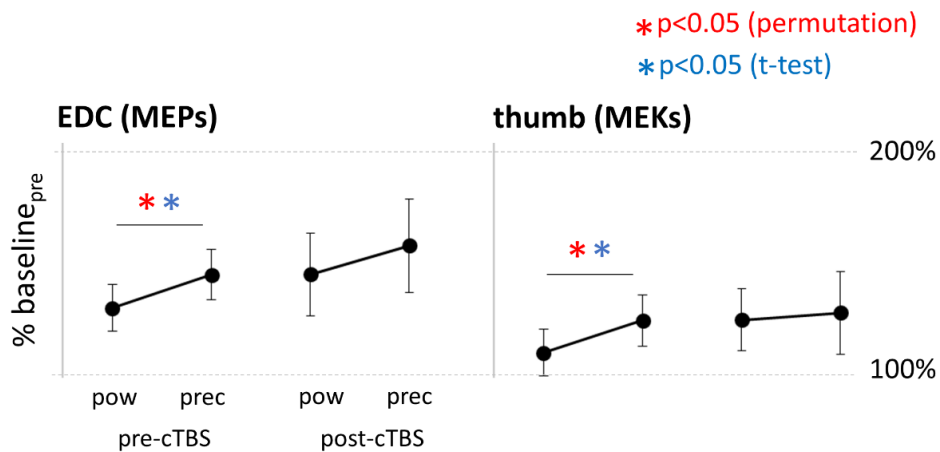 *p<0.05 (permutation)
*p<0.05 (t-test)
EDC (MEPs)
thumb (MEKs)
200%
* *
* *
% baselinepre
100%
pow prec pow prec
pre-cTBS post-cTBS